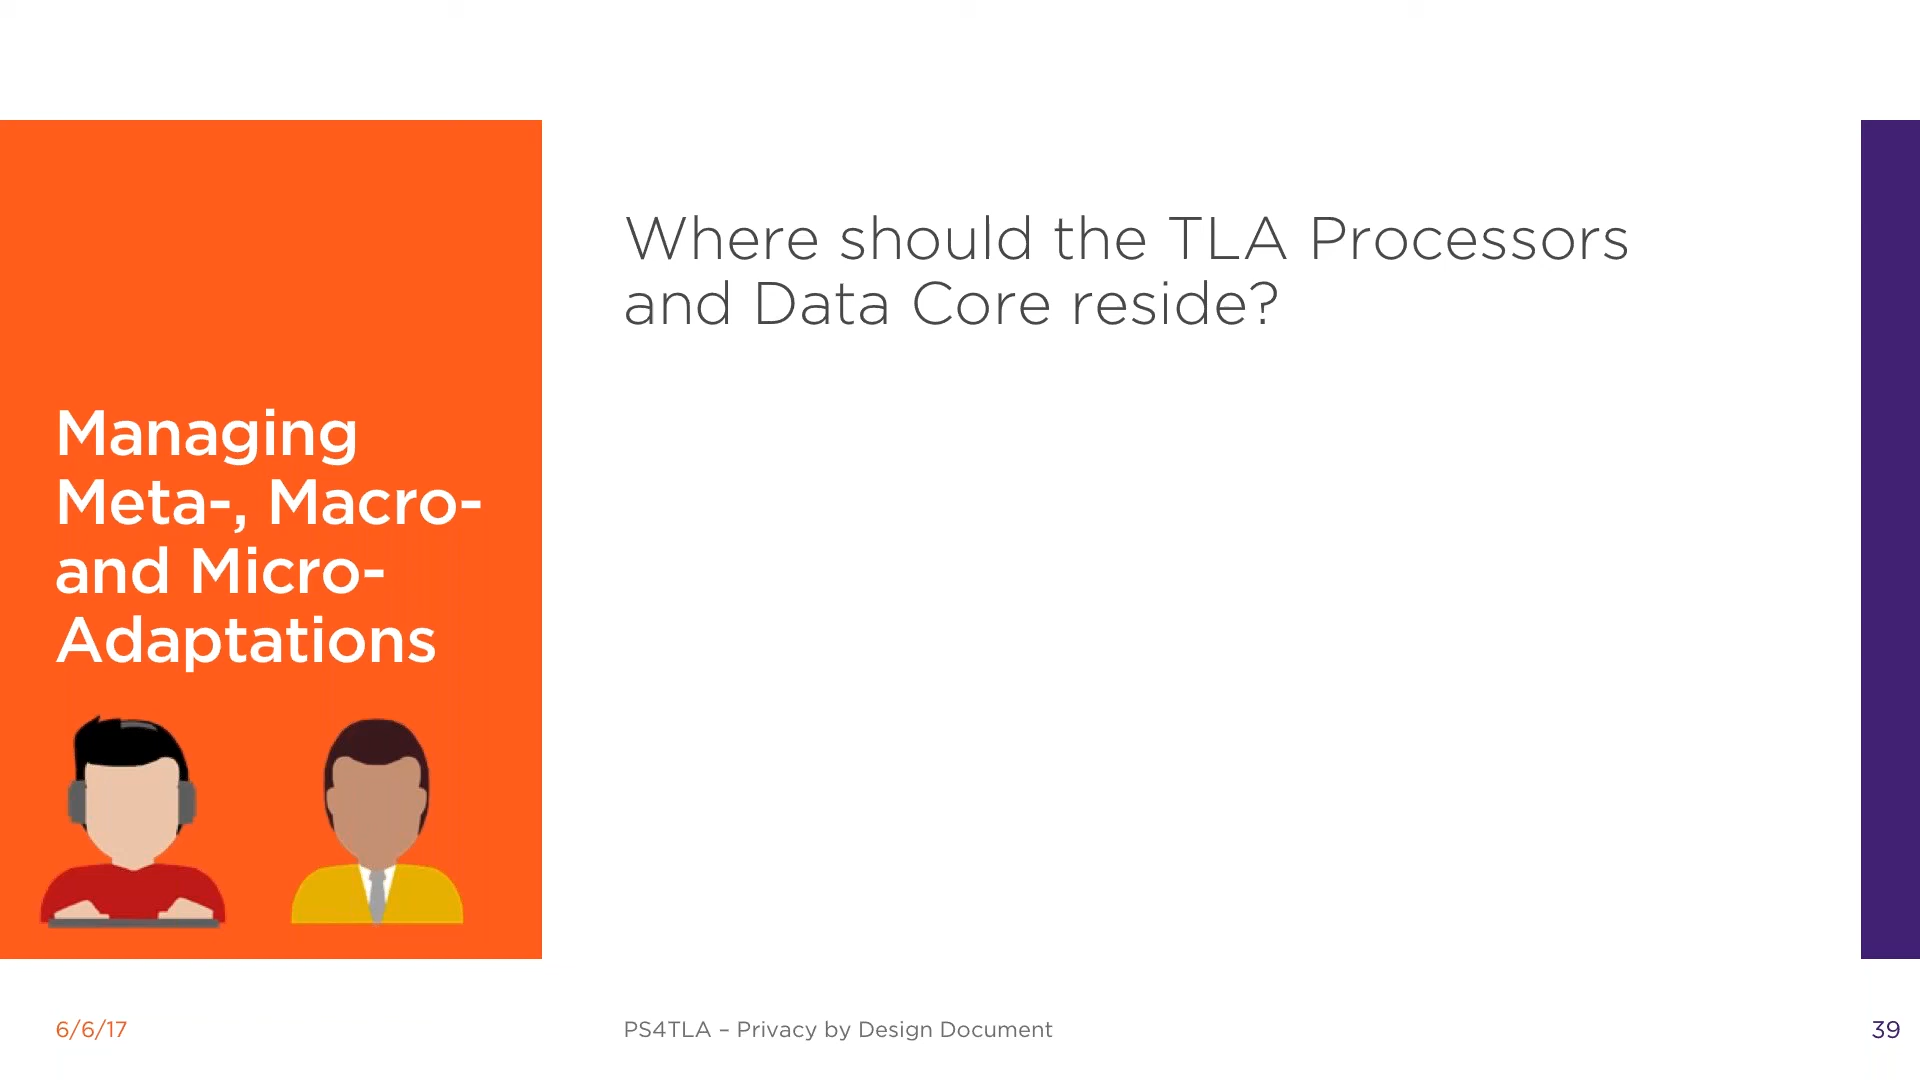 Where should the TLA Processors
and Data Core reside?
Managing
Meta-, Macro-
and Micro-
Adaptations
6/6/17
PS4TLA – Privacy by Design Document
39